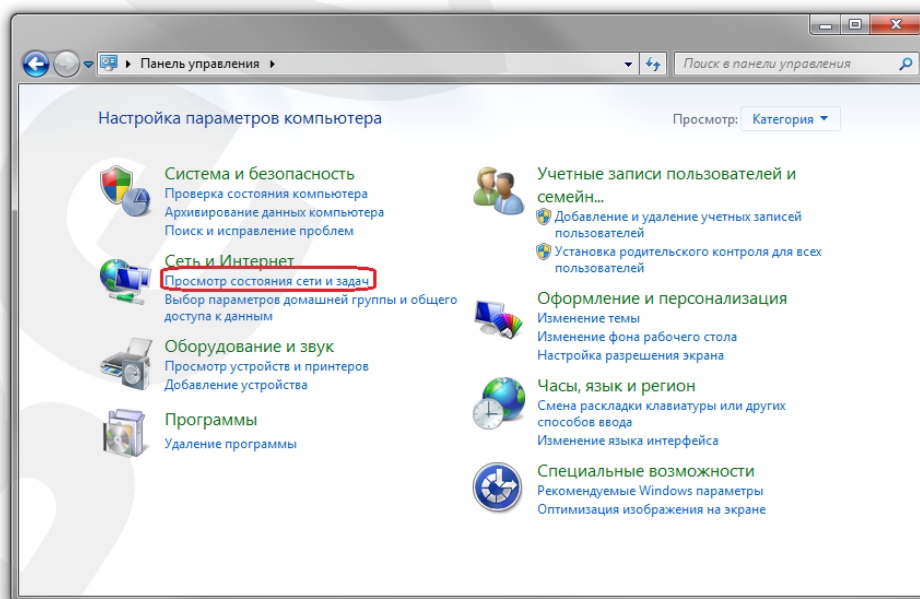 Панель управления
Поиск в панели управления
Настройка параметров компьютера
Просмотр: Категория
Система и безопасность
Проверка состояния компьютера
Архивирование данных компьютера
Поиск и исправление проблем
Сеть и Интернет
Просмотр состояния сети и задач
Выбор параметров домашней группы и общего
доступа к данным
Оборудование и звук
Просмотр устройств и принтеров
Добавление устройства
Программы
Удаление программы
Учетные записи пользователей и
семейн...
Добавление и удаление учетных записей
пользователей
Установка родительского контроля для всех
пользователей
Оформление и персонализация
Изменение темы
Изменение фона рабочего стола
Настройка разрешения экрана
Часы, язык и регион
Смена раскладки клавиатуры или других
способов ввода
Изменение языка интерфейса
Специальные возможности
Рекомендуемые Windows параметры
Оптимизация изображения на экране